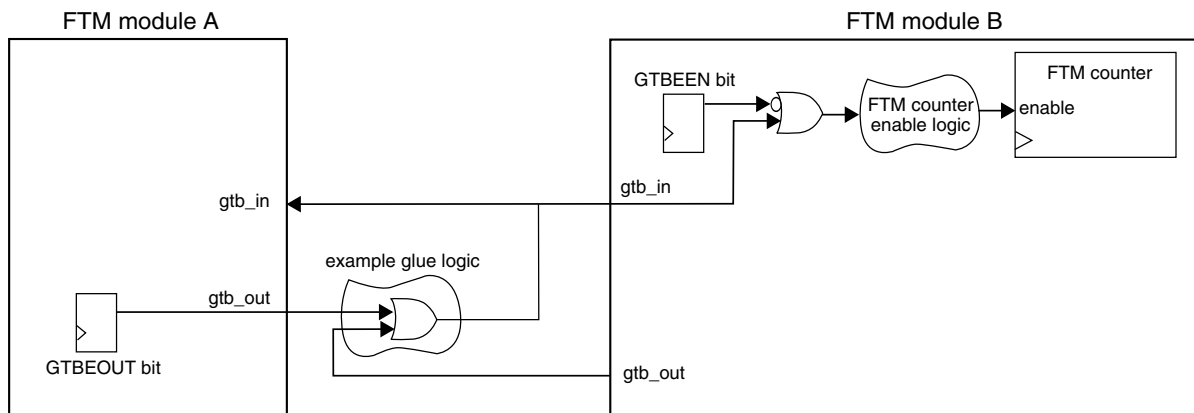 FTM module A
FTM module B
GTBEEN bit
FTM counter
enable
FTM counter
enable logic
gtb_in
gtb_in
example glue logic
gtb_out
GTBEOUT bit
gtb_out